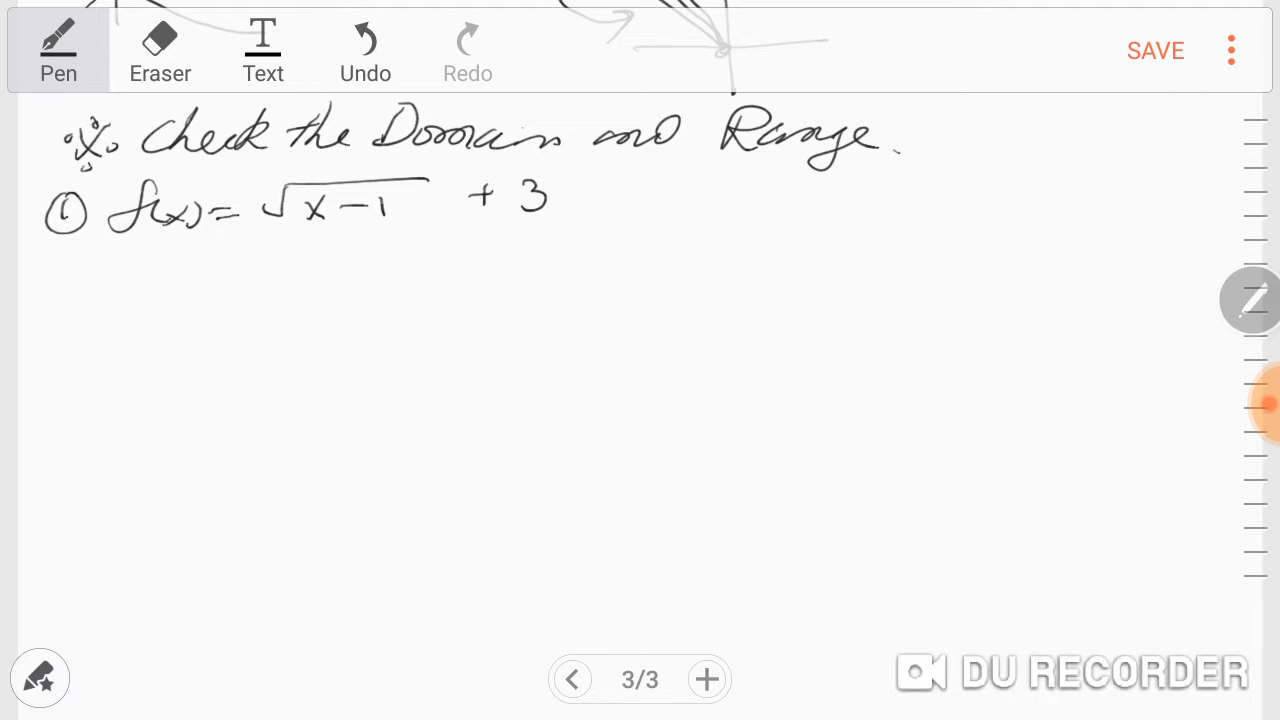 Pen Eraser Text Undo Redo SAVE
※ Check the Domain and Range.
① f(x) = √x-1 + 3
3/3
DU RECORDER